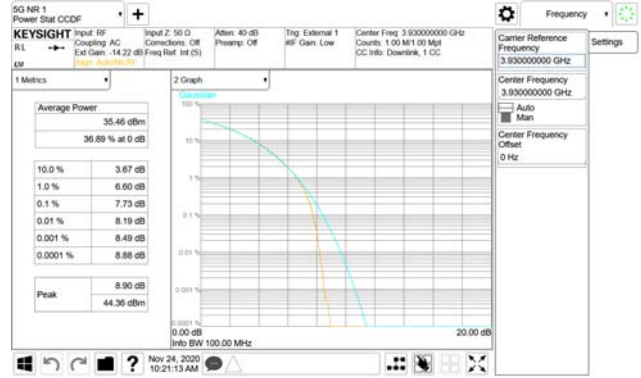 5G NR 1
Power Stat CCDF
Frequency
KEYSIGHT
RL
Input: RF
Coupling: AC
Ext Gain: -14.22 dB
Align: Auto/No RF
Input Z: 50 Ω
Corrections: Off
Freq Ref: Int (S)
Atten: 40 dB
Preamp: Off
Trig: External 1
#IF Gain: Low
Center Freq: 3.930000000 GHz
Counts: 1.00 M/1.00 Mpt
CC Info: Downlink, 1 CC
Carrier Reference
Frequency
3.930000000 GHz
Settings
Center Frequency
3.930000000 GHz
Auto
Man
Center Frequency
Offset
0 Hz
1 Metrics
Average Power
35.46 dBm
36.89 % at 0 dB
10.0 % 3.67 dB
1.0 % 6.60 dB
0.1 % 7.73 dB
0.01 % 8.19 dB
0.001 % 8.49 dB
0.0001 % 8.88 dB
Peak
8.90 dB
44.36 dBm
2 Graph
Gaussian
100 %
10 %
1 %
0.1 %
0.01 %
0.001 %
0.0001 %
0.00 dB
20.00 dB
Info BW 100.00 MHz
Nov 24, 2020
10:21:13 AM